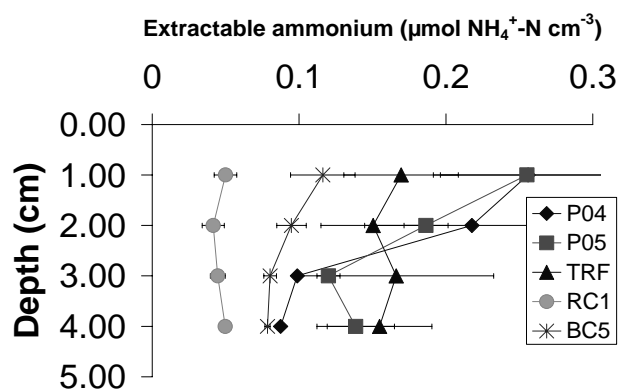 Extractable ammonium (µmol NH₄⁺-N cm⁻³)
0 0.1 0.2 0.3
0.00
1.00
2.00
3.00
4.00
5.00
Depth (cm)
P04
P05
TRF
RC1
BC5